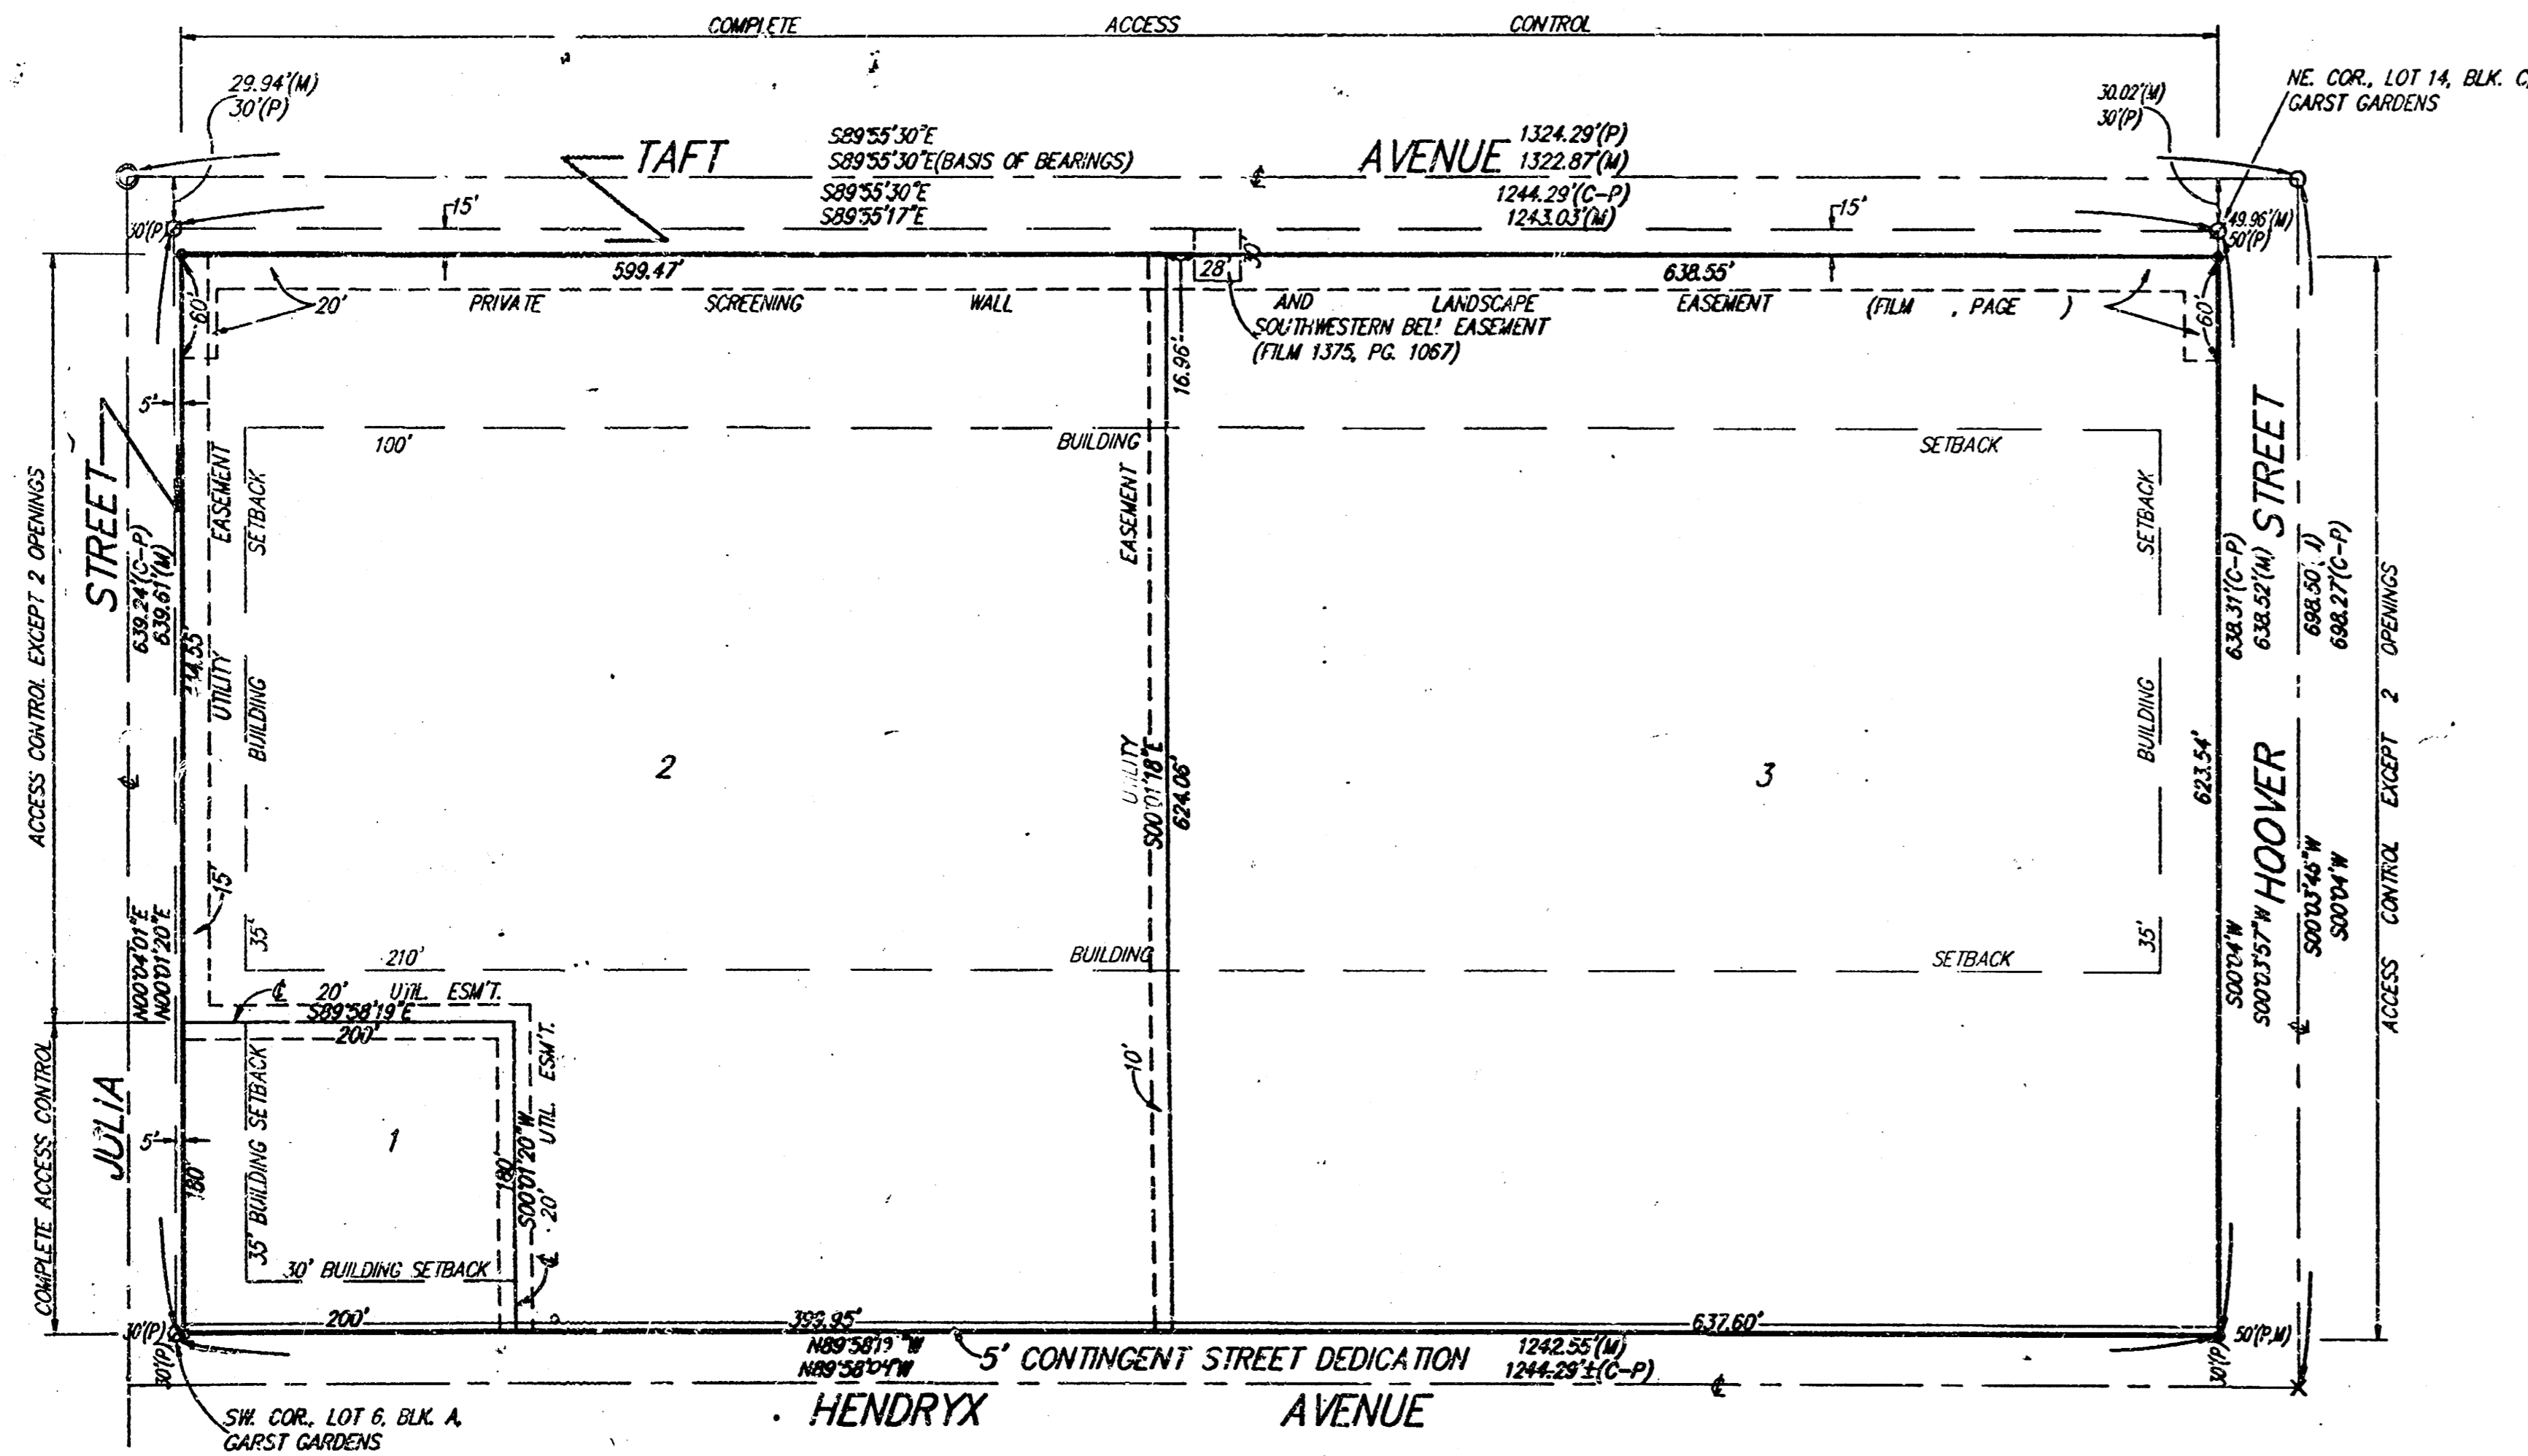 COMPLETE ACCESS CONTROL
29.94'(M)
30'(P)
30.02'(M)
30'(P)
NE. COR., LOT 14, BLK. C,
GARST GARDENS
TAFT AVENUE
S89°55'30"E
S89°55'30"E(BASIS OF BEARINGS)
1324.29'(P)
1322.87'(M)
℄
S89°55'30"E
S89°55'17"E
1244.29'(C-P)
1243.03'(M)
15'
15'
30'(P)
49.96'(M)
50'(P)
599.47'
28'
30'
638.55'
60'
20'
PRIVATE SCREENING WALL AND LANDSCAPE EASEMENT (FILM , PAGE )
60'
SOUTHWESTERN BELL EASEMENT
(FILM 1375, PG. 1067)
16.96'
5'
100'
BUILDING SETBACK
STREET
JULIA
ACCESS CONTROL EXCEPT 2 OPENINGS
639.24'(C-P)
639.61'(M)
UTILITY EASEMENT
BUILDING SETBACK
EASEMENT
UTILITY
S00°01'18"E
624.06'
2
3
BUILDING SETBACK
638.31'(C-P)
638.52'(M)
HOOVER STREET
698.27'(C-P)
ACCESS CONTROL EXCEPT 2 OPENINGS
623.54'
℄
15'
N00°04'01"E
N00°01'20"E
35'
210'
BUILDING SETBACK
35'
S00°04'W
S00°03'57"W
S00°04'W
℄
℄ 20' UTIL. ESM'T.
S89°58'19"E
200'
COMPLETE ACCESS CONTROL
5'
180'
35' BUILDING SETBACK
1
180'
S00°01'20"W
℄ 20' UTIL. ESM'T.
10'
30' BUILDING SETBACK
200'
399.95'
637.60'
30'(P)
30'(P)
50'(P,M)
30'(P)
N89°58'19"W
N89°58'04"W
5' CONTINGENT STREET DEDICATION
1242.55'(M)
1244.29'±(C-P)
℄
HENDRYX AVENUE
SW. COR., LOT 6, BLK. A,
GARST GARDENS